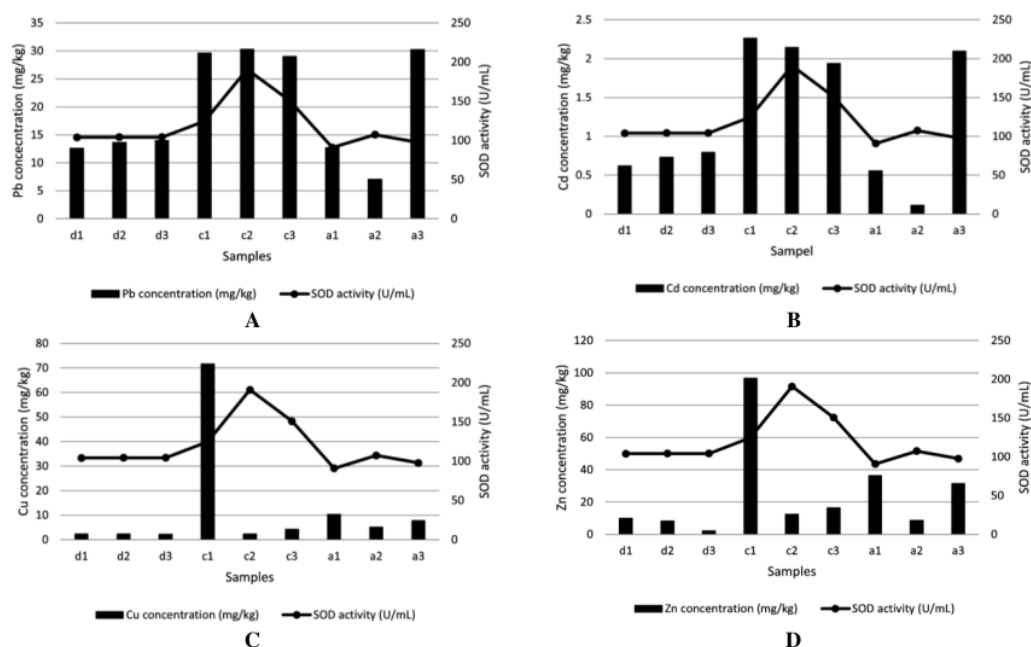 35
30
25
20
15
10
5
0
Pb concecntration (mg/kg)
250
200
150
100
50
0
SOD activity (U/mL)
d1 d2 d3 c1 c2 c3 a1 a2 a3
Samples
Pb concentration (mg/kg) SOD activity (U/mL)
A
2.5
2
1.5
1
0.5
0
Cd concentration (mg/kg)
250
200
150
100
50
0
SOD activity (U/mL)
d1 d2 d3 c1 c2 c3 a1 a2 a3
Sampel
Cd concentration (mg/kg) SOD activity (U/mL)
B
80
70
60
50
40
30
20
10
0
Cu concentration (mg/kg)
250
200
150
100
50
0
SOD activity (U/mL)
d1 d2 d3 c1 c2 c3 a1 a2 a3
Samples
Cu concentration (mg/kg) SOD activity (U/mL)
C
120
100
80
60
40
20
0
Zn concentration (mg/kg)
250
200
150
100
50
0
SOD activity (U/mL)
d1 d2 d3 c1 c2 c3 a1 a2 a3
Samples
Zn concentration (mg/kg) SOD activity (U/mL)
D